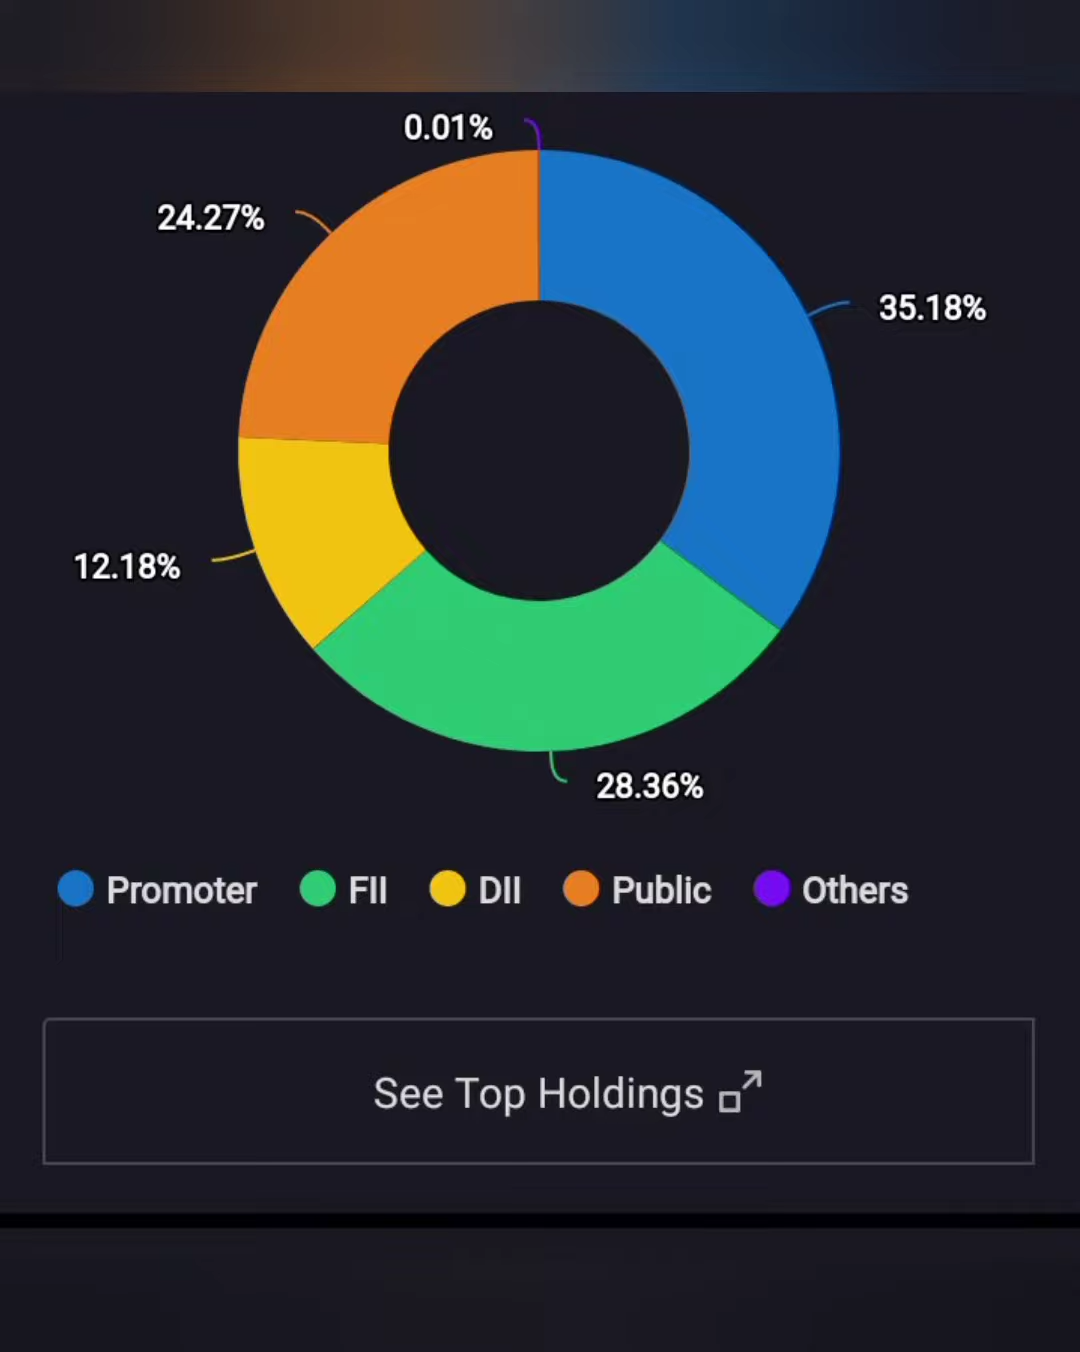 0.01%
24.27%
35.18%
12.18%
28.36%
Promoter FII DII Public Others
See Top Holdings